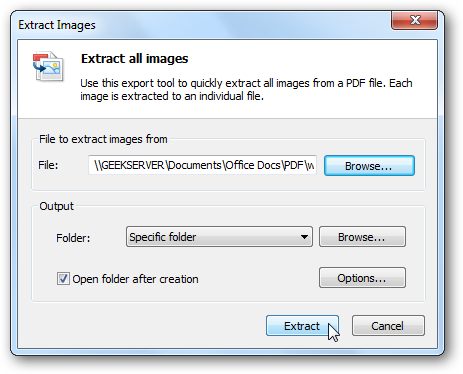 Extract Images
Extract all images
Use this export tool to quickly extract all images from a PDF file. Each
image is extracted to an individual file.
File to extract images from
File: \\GEEKSERVER\Documents\Office Docs\PDF\w Browse...
Output
Folder: Specific folder Browse...
Open folder after creation Options...
Extract Cancel